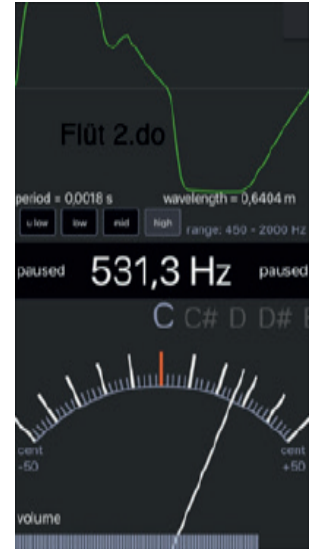 Flüt 2.do
period = 0,0018 s wavelength = 0,6404 m
u low low mid high range: 450 - 2000 Hz
paused 531,3 Hz paused
C C# D D#
cent cent
-50 +50
volume